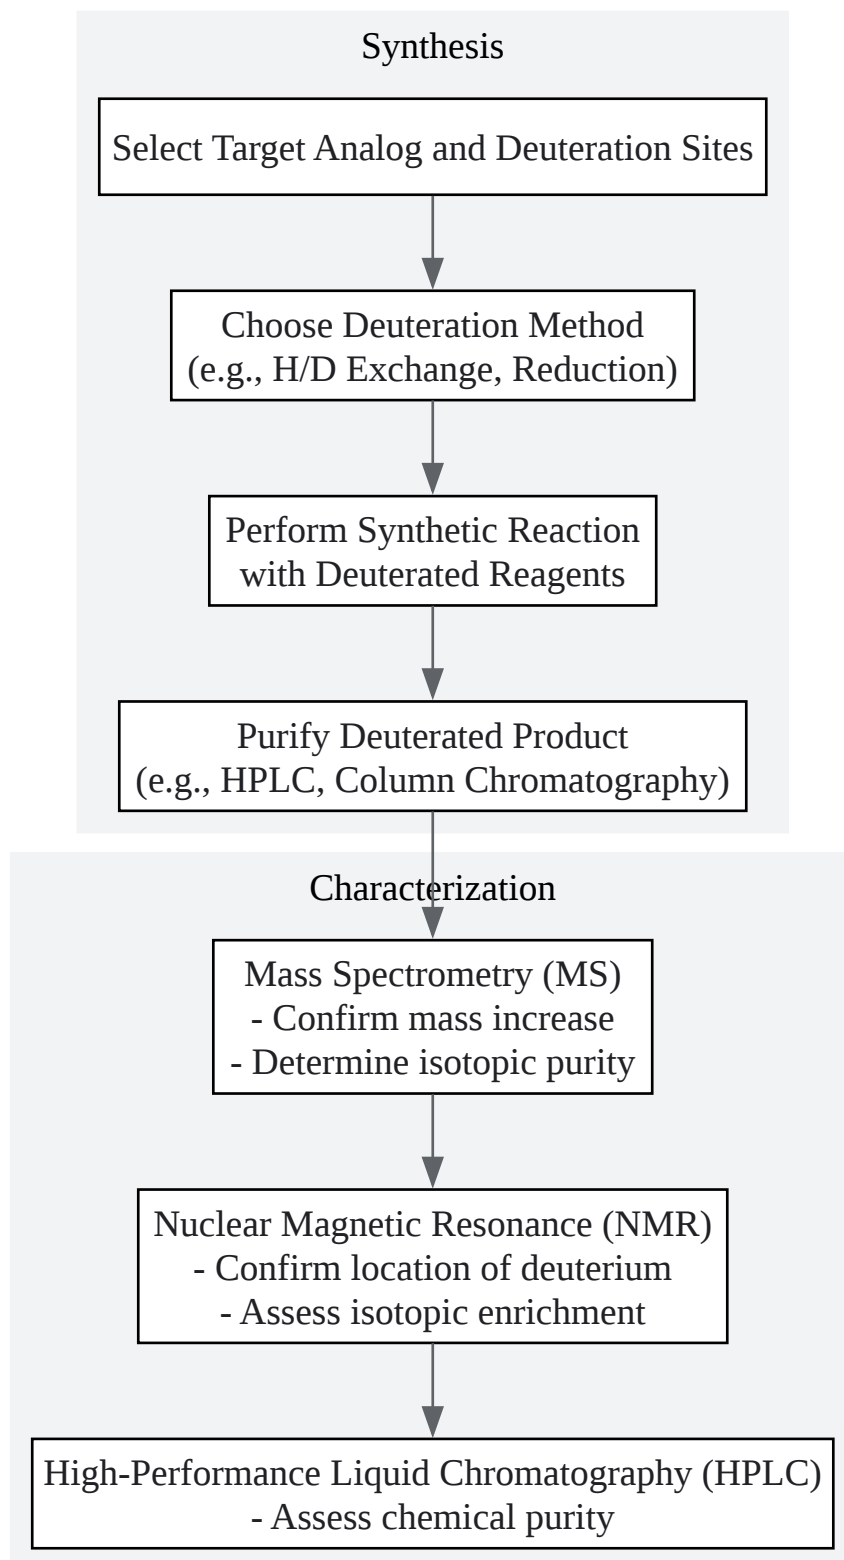 Synthesis
Select Target Analog and Deuteration Sites
Choose Deuteration Method
(e.g., H/D Exchange, Reduction)
Perform Synthetic Reaction
with Deuterated Reagents
Purify Deuterated Product
(e.g., HPLC, Column Chromatography)
Characterization
Mass Spectrometry (MS)
- Confirm mass increase
- Determine isotopic purity
Nuclear Magnetic Resonance (NMR)
- Confirm location of deuterium
- Assess isotopic enrichment
High-Performance Liquid Chromatography (HPLC)
- Assess chemical purity